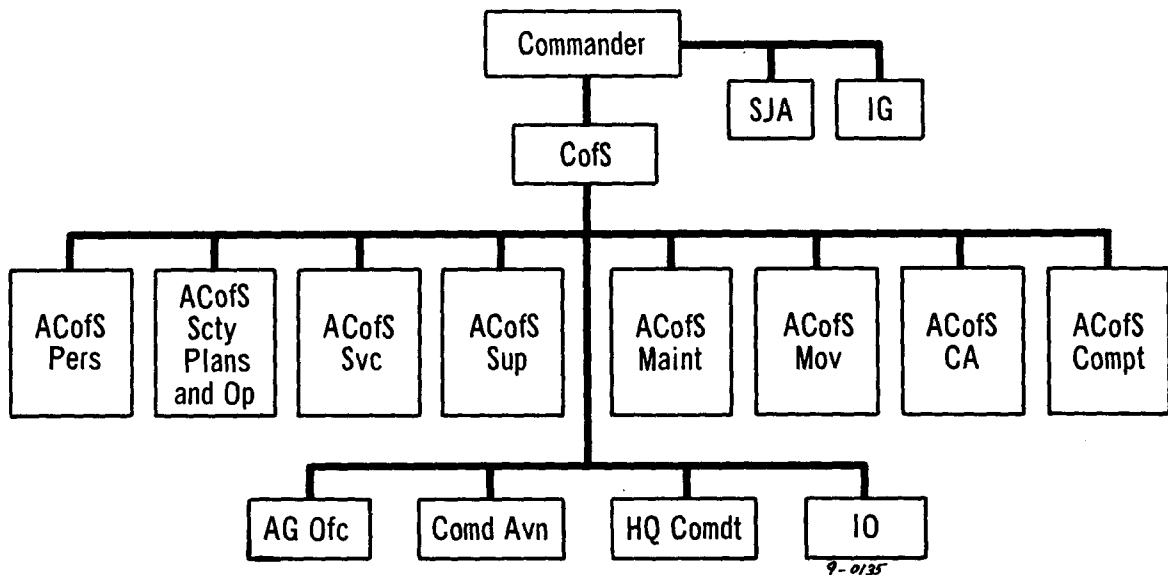 Commander
SJA
IG
CofS
ACofS
Pers
ACofS
Scty
Plans
and Op
ACofS
Svc
ACofS
Sup
ACofS
Maint
ACofS
Mov
ACofS
CA
ACofS
Compt
AG Ofc
Comd Avn
HQ Comdt
IO
9-0135